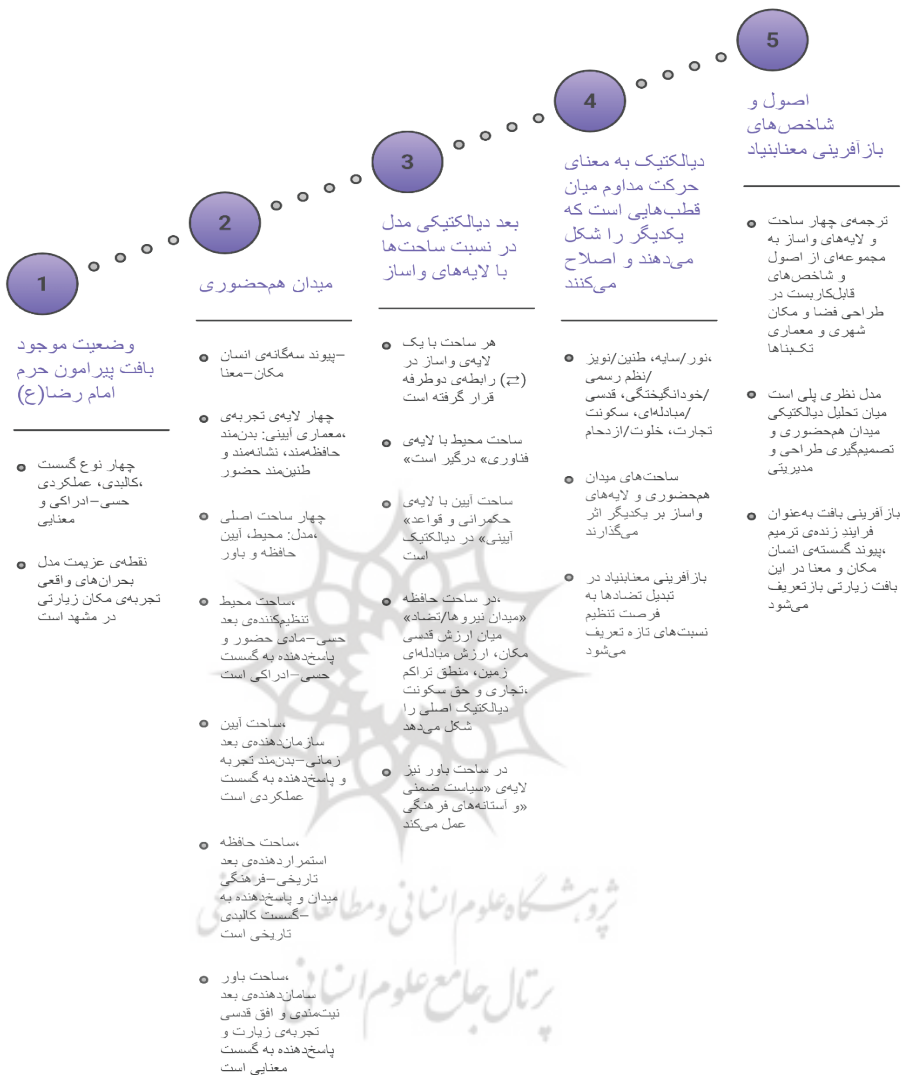 1
وضعیت موجود
بافت پیرامون حرم
امام رضا(ع)
چهار نوع گسست
کالبدی، عملکردی،
حسی–ادراکی و
معنایی
نقطه‌ی عزیمت مدل
بحران‌های واقعی
تجربه‌ی مکان زیارتی
در مشهد است
2
میدان هم‌حضوری
پیوند سه‌گانه‌ی انسان–
مکان–معنا
چهار لایه‌ی تجربه‌ی
معماری آیینی: بدن‌مند،
حافظه‌مند، نشانه‌مند و
طنین‌مند حضور
چهار ساحت اصلی
مدل: محیط، آیین،
حافظه و باور
ساحت محیط،
تنظیم‌کننده‌ی بعد
حسی–مادی حضور و
پاسخ‌دهنده به گسست
حسی–ادراکی است
ساحت آیین،
سازمان‌دهنده‌ی بعد
زمانی–بدن‌مند تجربه
و پاسخ‌دهنده به گسست
عملکردی است
ساحت حافظه،
استمراردهنده‌ی بعد
تاریخی–فرهنگی
میدان و پاسخ‌دهنده به
گسست کالبدی–
تاریخی است
ساحت باور،
سامان‌دهنده‌ی بعد
نیت‌مندی و افق قدسی
تجربه‌ی زیارت و
پاسخ‌دهنده به گسست
معنایی است
3
بعد دیالکتیکی مدل
در نسبت ساحت‌ها
با لایه‌های واساز
هر ساحت با یک
لایه‌ی واساز در
رابطه‌ی دوطرفه (⇄)
قرار گرفته است
ساحت محیط با لایه‌ی
«فناوری» درگیر است
ساحت آیین با لایه‌ی
«حکمرانی و قواعد
آیینی» در دیالکتیک
است
در ساحت حافظه،
«میدان نیروها/تضاد»
میان ارزش قدسی
مکان، ارزش مبادله‌ای
زمین، منطق تراکم
تجاری و حق سکونت،
دیالکتیک اصلی را
شکل می‌دهد
در ساحت باور نیز
لایه‌ی «سیاست ضمنی
و آستانه‌های فرهنگی»
عمل می‌کند
4
دیالکتیک به معنای
حرکت مداوم میان
قطب‌هایی است که
یکدیگر را شکل
می‌دهند و اصلاح
می‌کنند
نور/سایه، طنین/نویز،
نظم رسمی/
خودانگیختگی، قدسی/
مبادله‌ای، سکونت/
تجارت، خلوت/ازدحام
ساحت‌های میدان
هم‌حضوری و لایه‌های
واساز بر یکدیگر اثر
می‌گذارند
بازآفرینی معنابنیاد در
تبدیل تضادها به
فرصت تنظیم
نسبت‌های تازه تعریف
می‌شود
5
اصول و
شاخص‌های
بازآفرینی معنابنیاد
ترجمه‌ی چهار ساحت
و لایه‌های واساز به
مجموعه‌ای از اصول
و شاخص‌های
قابل‌کاربست در
طراحی فضا و مکان
شهری و معماری
تک‌بناها
مدل نظری پلی است
میان تحلیل دیالکتیکی
میدان هم‌حضوری و
تصمیم‌گیری طراحی و
مدیریتی
بازآفرینی بافت به‌عنوان
فرایندِ زنده‌ی ترمیم
پیوند گسسته‌ی انسان،
مکان و معنا در این
بافت زیارتی بازتعریف
می‌شود
پژوهشگاه علوم انسانی و مطالعات فرهنگی
پرتال جامع علوم انسانی